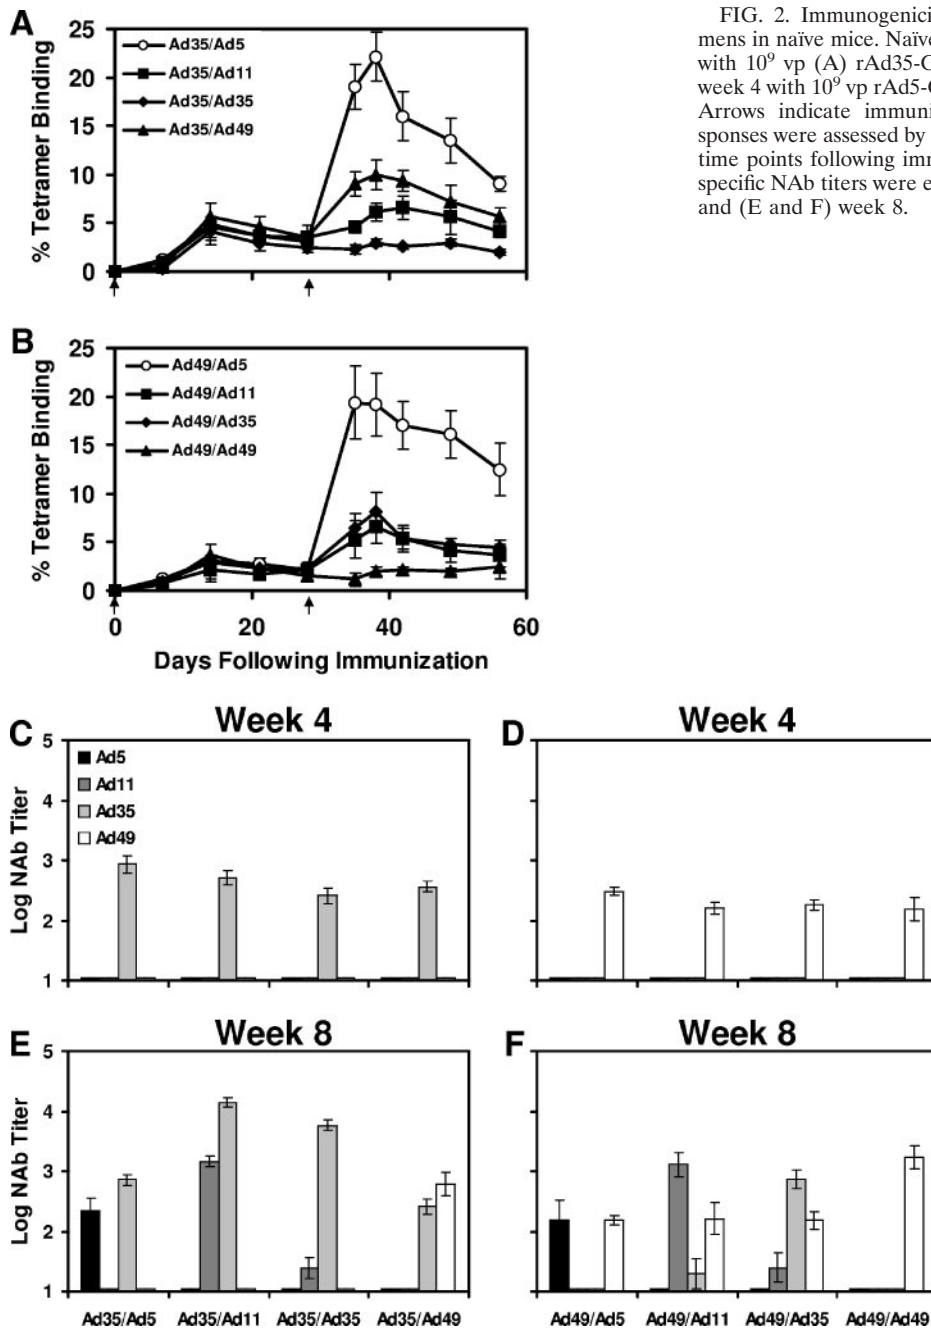 A
25
20
15
10
5
0
% Tetramer Binding
Ad35/Ad5
Ad35/Ad11
Ad35/Ad35
Ad35/Ad49
FIG. 2. Immunogenici
mens in naïve mice. Naïve
with 10⁹ vp (A) rAd35-G
week 4 with 10⁹ vp rAd5-G
Arrows indicate immuni
sponses were assessed by
time points following imm
specific NAb titers were e
and (E and F) week 8.
B
25
20
15
10
5
0
% Tetramer Binding
Ad49/Ad5
Ad49/Ad11
Ad49/Ad35
Ad49/Ad49
0 20 40 60
Days Following Immunization
C
Week 4
5
4
3
2
1
Log NAb Titer
Ad5
Ad11
Ad35
Ad49
D
Week 4
E
Week 8
5
4
3
2
1
Log NAb Titer
Ad35/Ad5 Ad35/Ad11 Ad35/Ad35 Ad35/Ad49
F
Week 8
Ad49/Ad5 Ad49/Ad11 Ad49/Ad35 Ad49/Ad49